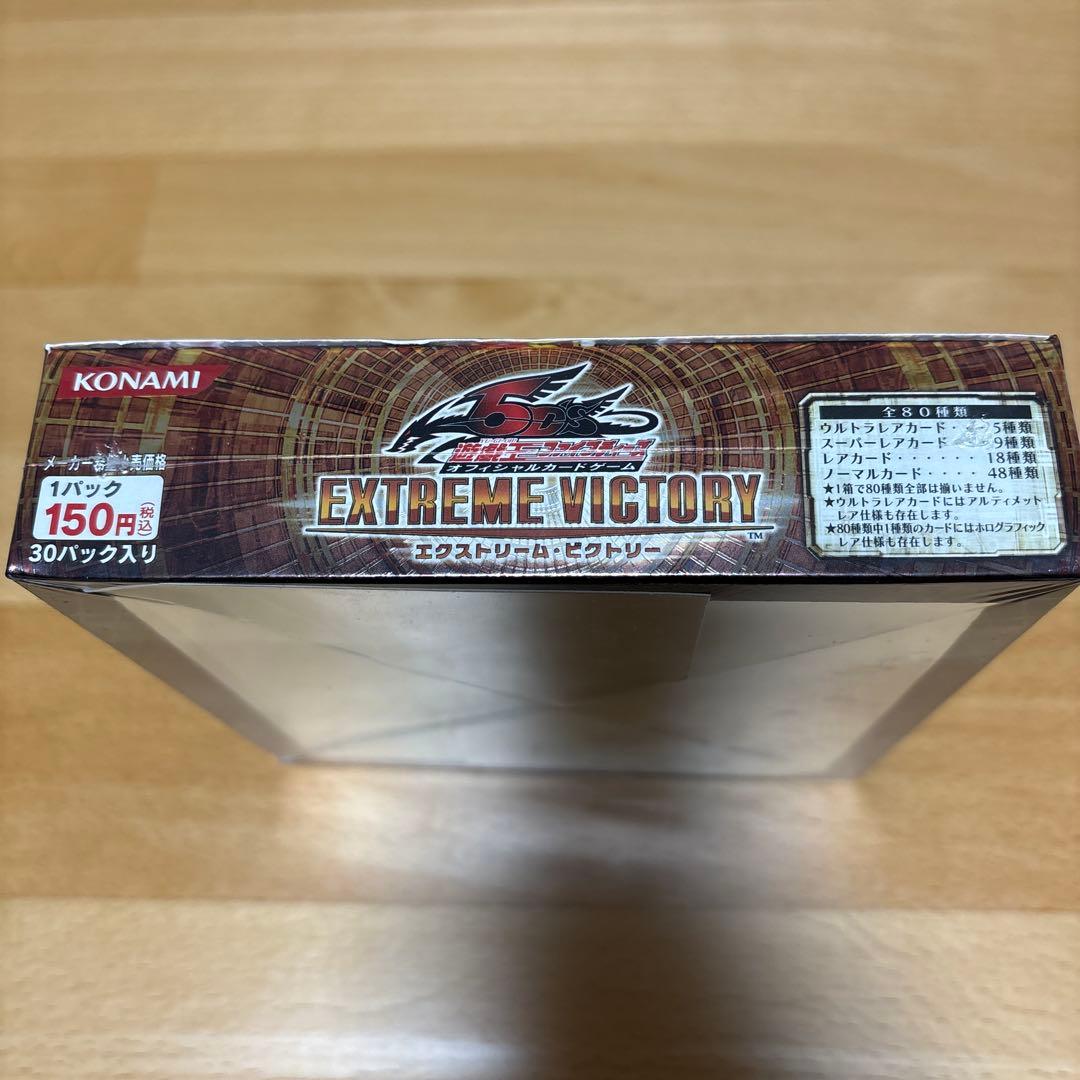 KONAMI
メーカー希 売価格
1パック
150円(税込)
30パック入り
5D's
遊戯王ファイブディーズ
オフィシャルカードゲーム
EXTREME VICTORY
TM
エクストリーム・ビクトリー
全80種類
ウルトラレアカード・・・5種類
スーパーレアカード・・・9種類
レアカード・・・・・18種類
ノーマルカード・・・・48種類
★1箱で80種類全部は揃いません。
★ウルトラレアカードにはアルティメット
レア仕様も存在します。
★80種類中1種類のカードにはホログラフィック
レア仕様も存在します。